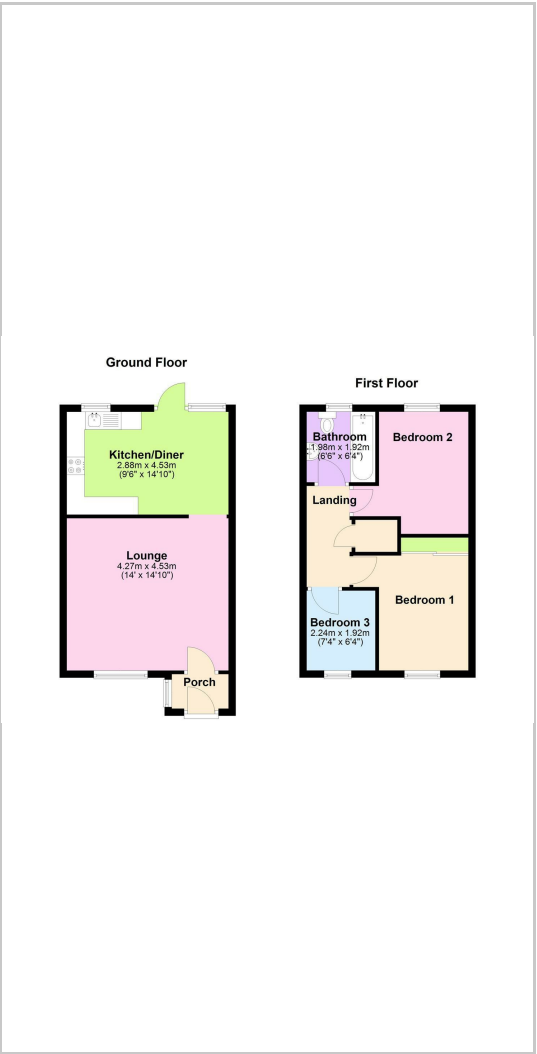 Ground Floor
Kitchen/Diner
2.88m x 4.53m
(9'6" x 14'10")
Lounge
4.27m x 4.53m
(14' x 14'10")
Porch
First Floor
Bathroom
1.98m x 1.92m
(6'6" x 6'4")
Bedroom 2
Landing
Bedroom 1
Bedroom 3
2.24m x 1.92m
(7'4" x 6'4")